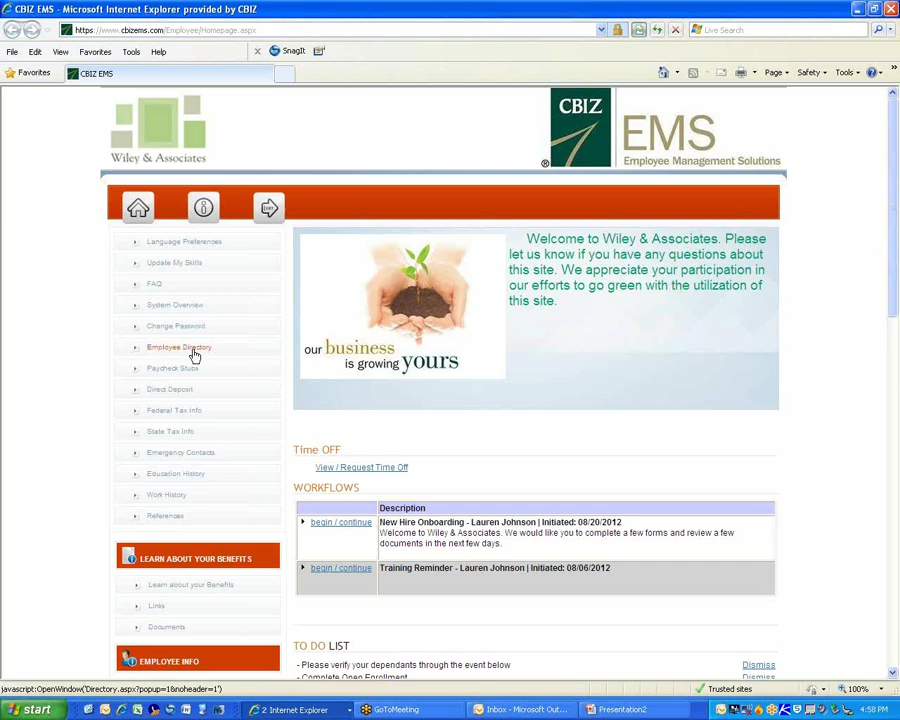 CBIZ EMS - Microsoft Internet Explorer provided by CBIZ
https://www.cbizems.com/Employee/Homepage.aspx
Live Search
File Edit View Favorites Tools Help
SnagIt
Favorites
CBIZ EMS
Page Safety Tools
Wiley & Associates
CBIZ
EMS
Employee Management Solutions
Language Preferences
Update My Skills
FAQ
System Overview
Change Password
Employee Directory
Paycheck Stubs
Direct Deposit
Federal Tax Info
State Tax Info
Emergency Contacts
Education History
Work History
References
LEARN ABOUT YOUR BENEFITS
Learn about your Benefits
Links
Documents
EMPLOYEE INFO
our business
is growing yours
Welcome to Wiley & Associates. Please
let us know if you have any questions about
this site. We appreciate your participation in
our efforts to go green with the utilization of
this site.
Time OFF
View / Request Time Off
WORKFLOWS
Description
begin / continue New Hire Onboarding - Lauren Johnson | Initiated: 08/20/2012
Welcome to Wiley & Associates. We would like you to complete a few forms and review a few
documents in the next few days.
begin / continue Training Reminder - Lauren Johnson | Initiated: 08/06/2012
TO DO LIST
- Please verify your dependants through the event below Dismiss
- Complete Open Enrollment Dismiss
javascript:OpenWindow('Directory.aspx?popup=1&noheader=1')
Trusted sites
100%
start
2 Internet Explorer
GoToMeeting
Inbox - Microsoft Out...
Presentation2
4:58 PM